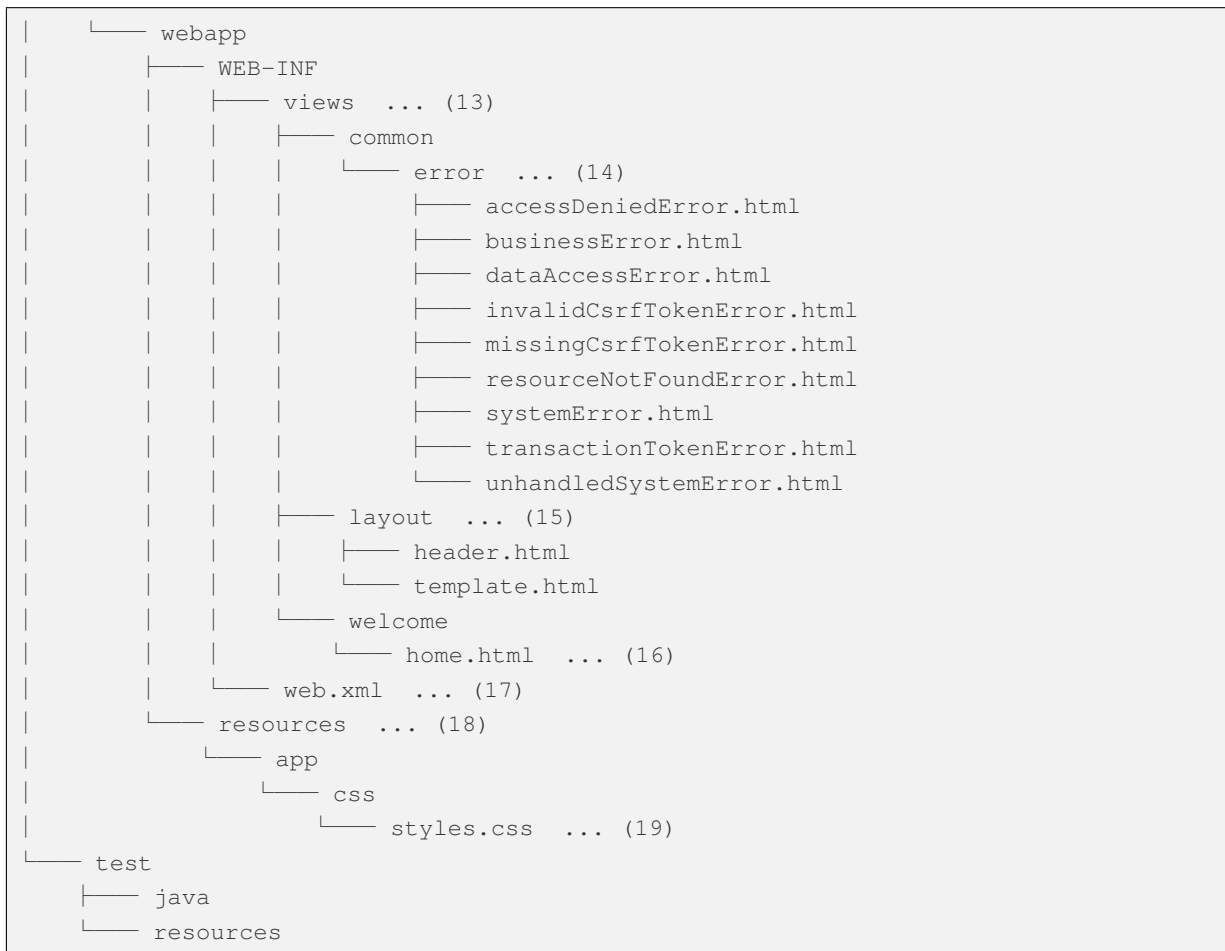 │   └── webapp
│       ├── WEB-INF
│       │   ├── views ... (13)
│       │   │   ├── common
│       │   │   │   └── error ... (14)
│       │   │   │       ├── accessDeniedError.html
│       │   │   │       ├── businessError.html
│       │   │   │       ├── dataAccessError.html
│       │   │   │       ├── invalidCsrfTokenError.html
│       │   │   │       ├── missingCsrfTokenError.html
│       │   │   │       ├── resourceNotFoundError.html
│       │   │   │       ├── systemError.html
│       │   │   │       ├── transactionTokenError.html
│       │   │   │       └── unhandledSystemError.html
│       │   │   ├── layout ... (15)
│       │   │   │   ├── header.html
│       │   │   │   └── template.html
│       │   │   └── welcome
│       │   │       └── home.html ... (16)
│       │   └── web.xml ... (17)
│       └── resources ... (18)
│           └── app
│               └── css
│                   └── styles.css ... (19)
└── test
    ├── java
    └── resources